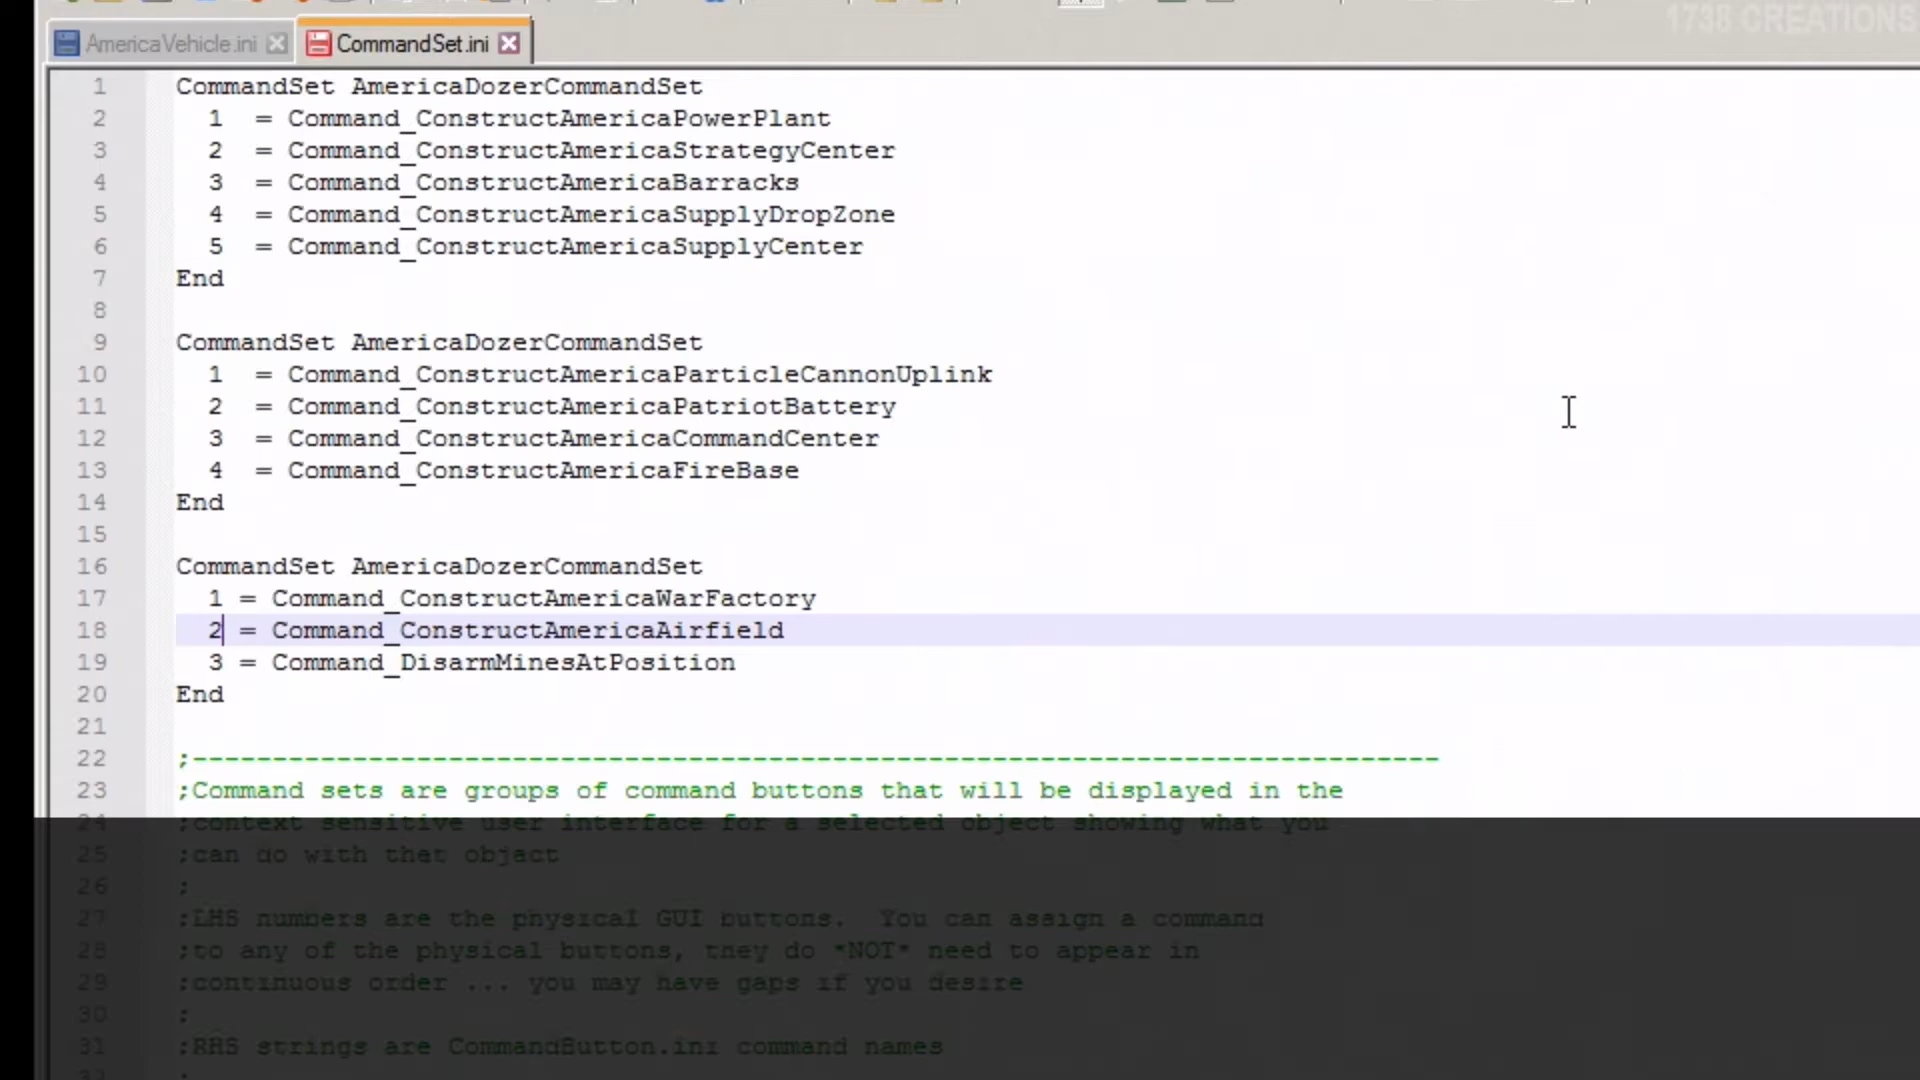 1738 CREATIONS
AmericaVehicle.ini
CommandSet.ini
1 CommandSet AmericaDozerCommandSet
2 1 = Command_ConstructAmericaPowerPlant
3 2 = Command_ConstructAmericaStrategyCenter
4 3 = Command_ConstructAmericaBarracks
5 4 = Command_ConstructAmericaSupplyDropZone
6 5 = Command_ConstructAmericaSupplyCenter
7 End
8
9 CommandSet AmericaDozerCommandSet
10 1 = Command_ConstructAmericaParticleCannonUplink
11 2 = Command_ConstructAmericaPatriotBattery
12 3 = Command_ConstructAmericaCommandCenter
13 4 = Command_ConstructAmericaFireBase
14 End
15
16 CommandSet AmericaDozerCommandSet
17 1 = Command_ConstructAmericaWarFactory
18 2 = Command_ConstructAmericaAirfield
19 3 = Command_DisarmMinesAtPosition
20 End
21
22 ;------------------------------------------------------------------------------
23 ;Command sets are groups of command buttons that will be displayed in the
24 ;context sensitive user interface for a selected object showing what you
25 ;can do with that object
26 ;
27 ;LHS numbers are the physical GUI buttons. You can assign a command
28 ;to any of the physical buttons, they do *NOT* need to appear in
29 ;continuous order ... you may have gaps if you desire
30 ;
31 ;RHS strings are CommandButton.ini command names
32 ;